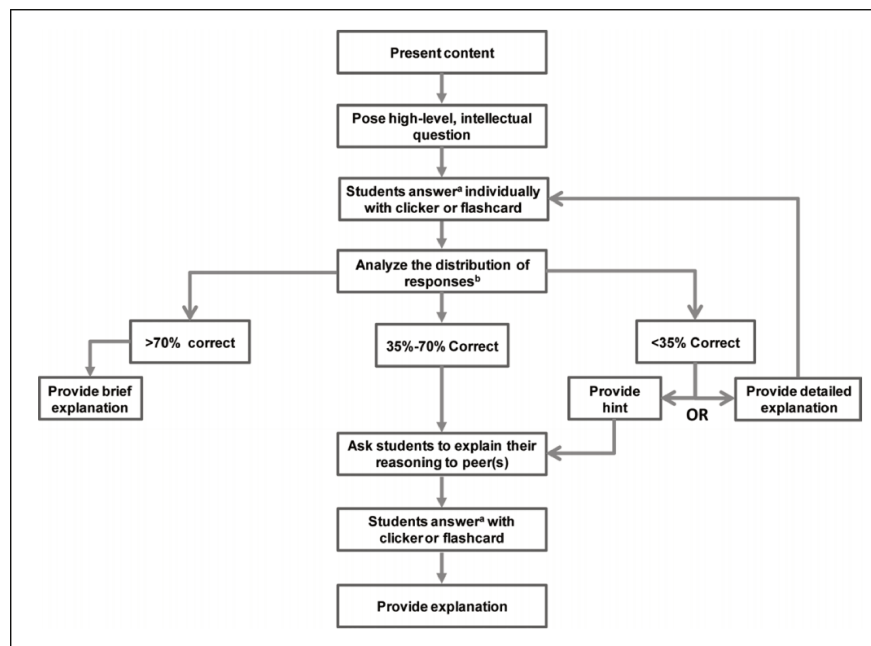 Present content
Pose high-level, intellectual
question
Students answerᵃ individually
with clicker or flashcard
Analyze the distribution of
responsesᵇ
>70% correct
35%-70% Correct
<35% Correct
Provide brief
explanation
Provide
hint
OR
Provide detailed
explanation
Ask students to explain their
reasoning to peer(s)
Students answerᵃ with
clicker or flashcard
Provide explanation